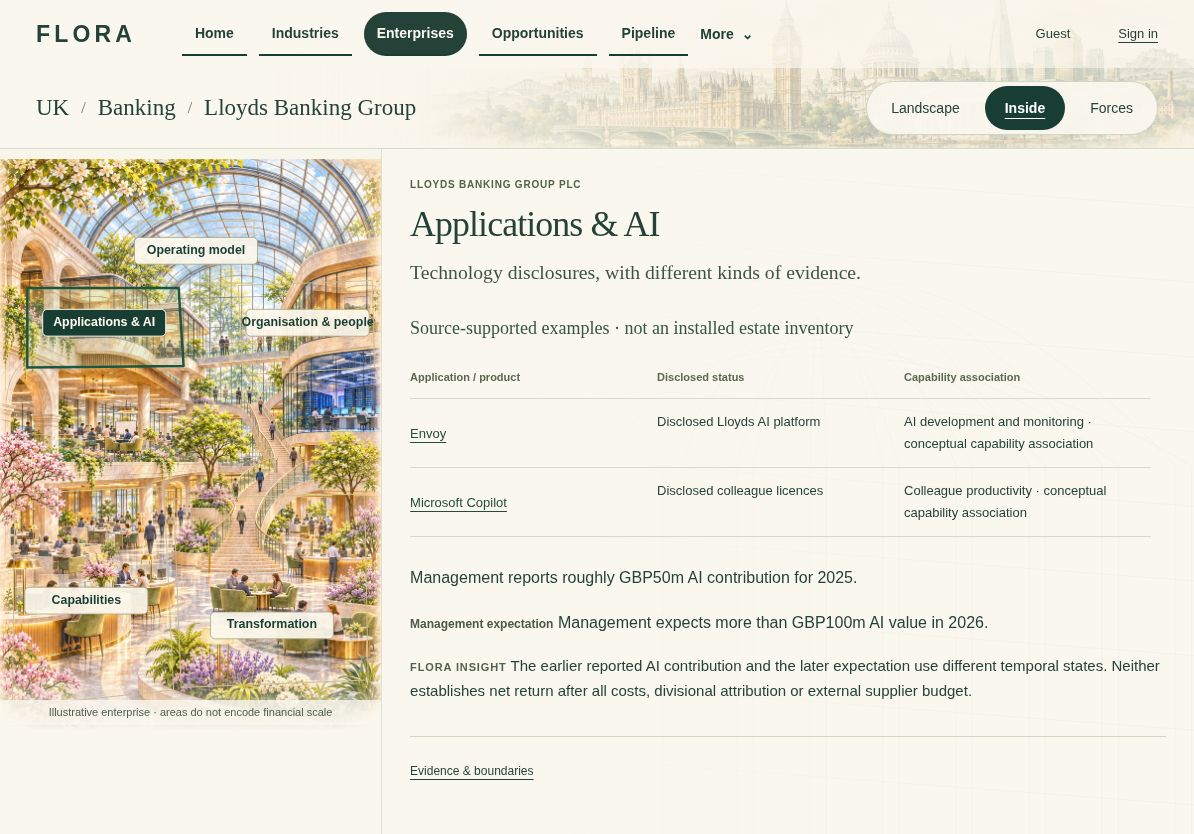 FLORA
Home
Industries
Enterprises
Opportunities
Pipeline
More
Guest
Sign in
UK / Banking / Lloyds Banking Group
Landscape
Inside
Forces
Operating model
Applications & AI
Organisation & people
Capabilities
Transformation
Illustrative enterprise · areas do not encode financial scale
LLOYDS BANKING GROUP PLC
Applications & AI
Technology disclosures, with different kinds of evidence.
Source-supported examples · not an installed estate inventory
Application / product Disclosed status Capability association
Envoy Disclosed Lloyds AI platform AI development and monitoring ·
conceptual capability association
Microsoft Copilot Disclosed colleague licences Colleague productivity · conceptual
capability association
Management reports roughly GBP50m AI contribution for 2025.
Management expectation Management expects more than GBP100m AI value in 2026.
FLORA INSIGHT The earlier reported AI contribution and the later expectation use different temporal states. Neither
establishes net return after all costs, divisional attribution or external supplier budget.
Evidence & boundaries